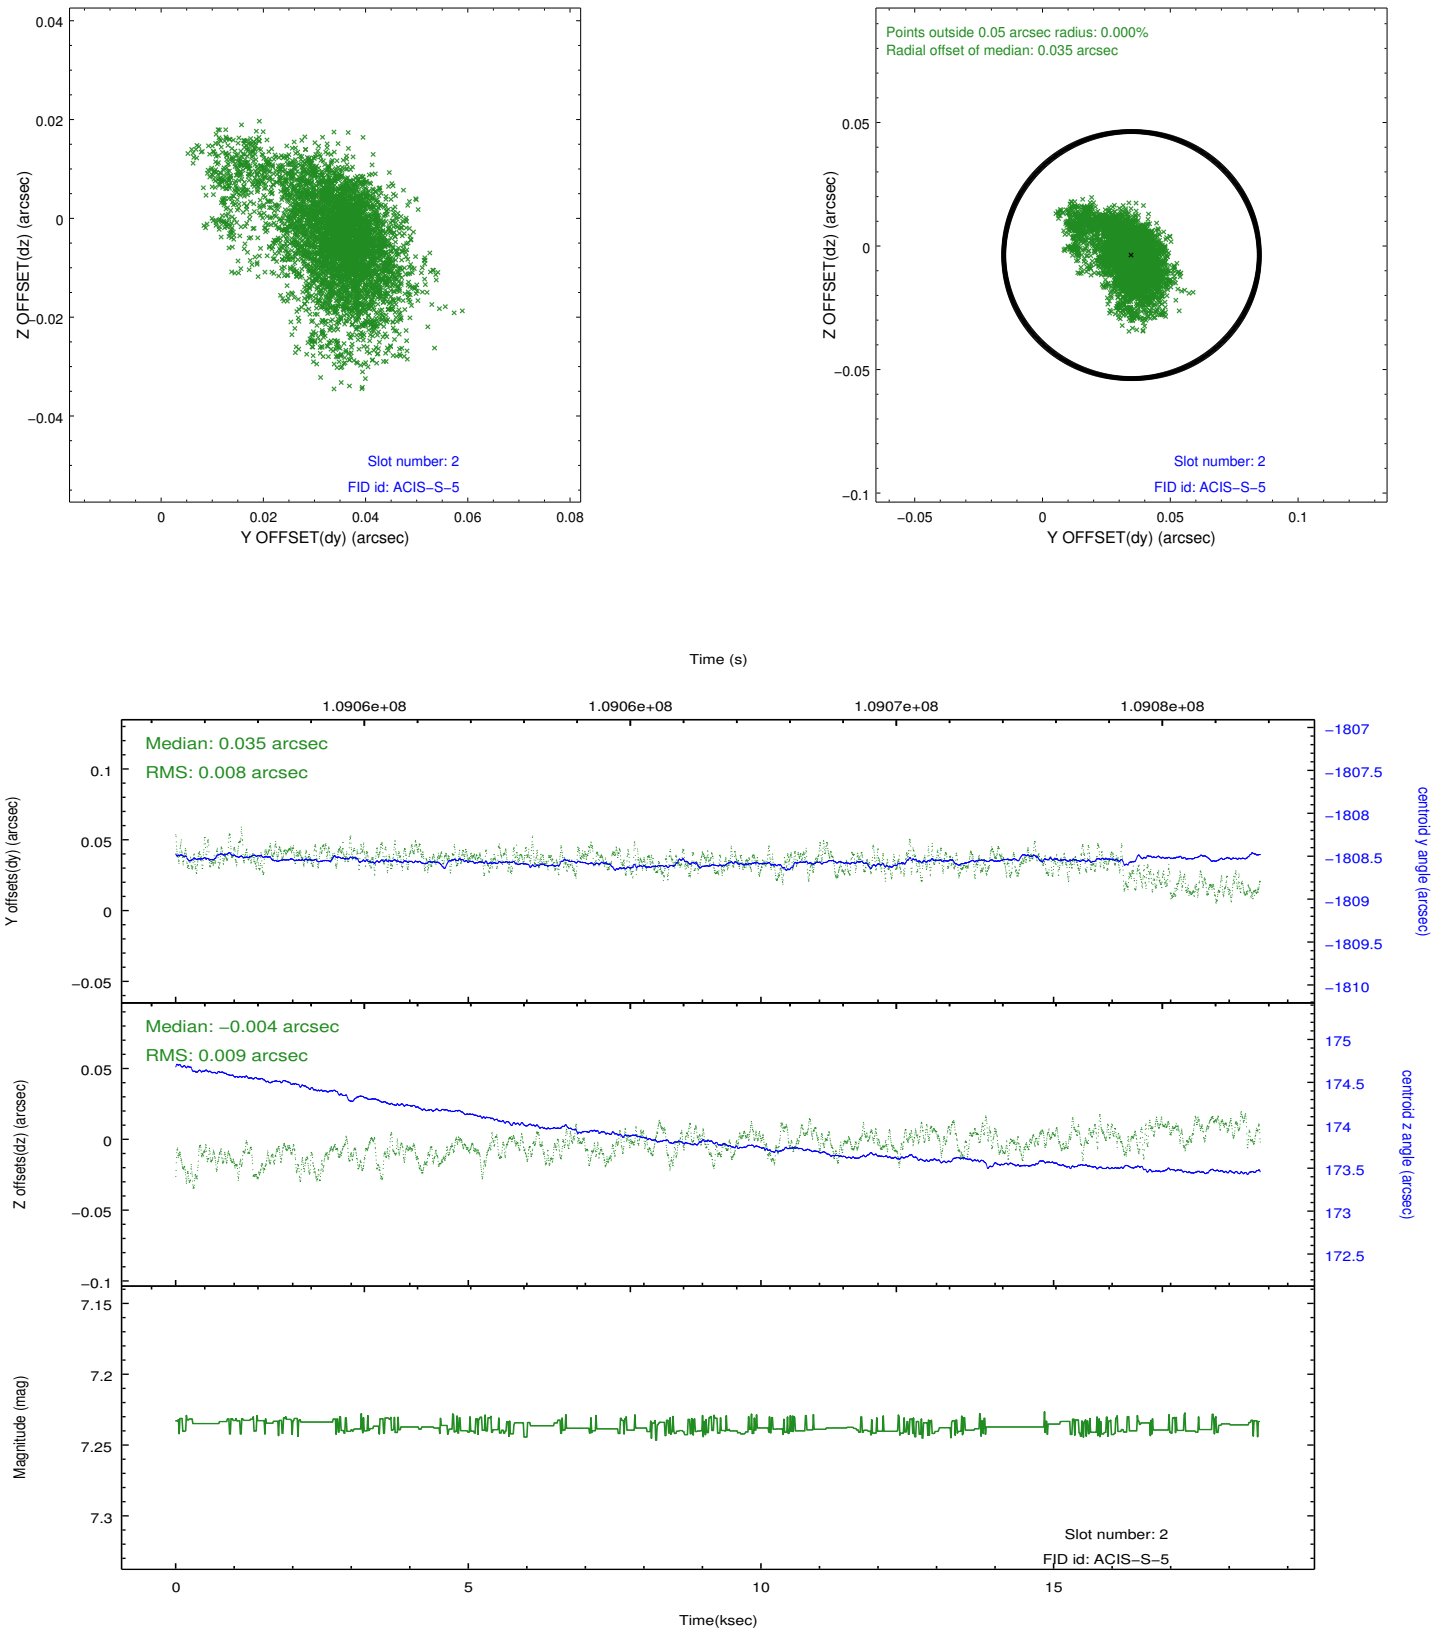 0.04
0.02
0
−0.02
−0.04
Z OFFSET(dz) (arcsec)
Slot number: 2
FID id: ACIS−S−5
0 0.02 0.04 0.06 0.08
Y OFFSET(dy) (arcsec)
Points outside 0.05 arcsec radius: 0.000%
Radial offset of median: 0.035 arcsec
0.05
0
−0.05
−0.1
Z OFFSET(dz) (arcsec)
Slot number: 2
FID id: ACIS−S−5
−0.05 0 0.05 0.1
Y OFFSET(dy) (arcsec)
Time (s)
1.0906e+08 1.0906e+08 1.0907e+08 1.0908e+08
Median: 0.035 arcsec
RMS: 0.008 arcsec
0.1
0.05
0
−0.05
Y offsets(dy) (arcsec)
−1807
−1807.5
−1808
−1808.5
−1809
−1809.5
−1810
centroid y angle (arcsec)
Median: −0.004 arcsec
RMS: 0.009 arcsec
0.05
0
−0.05
−0.1
Z offsets(dz) (arcsec)
175
174.5
174
173.5
173
172.5
centroid z angle (arcsec)
7.15
7.2
7.25
7.3
Magnitude (mag)
Slot number: 2
FID id: ACIS−S−5
0 5 10 15
Time(ksec)